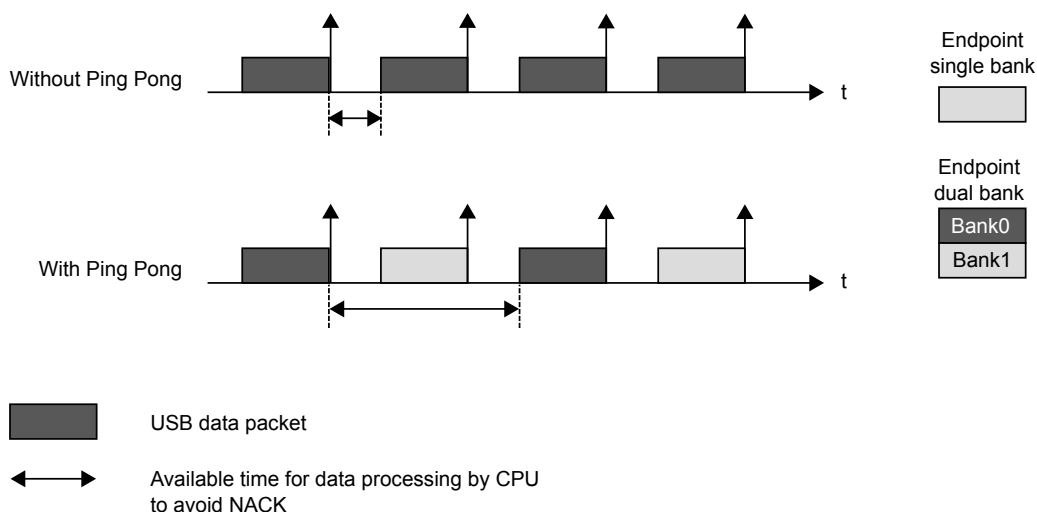 Without Ping Pong
t
Endpoint
single bank
Endpoint
dual bank
Bank0
Bank1
With Ping Pong
t
USB data packet
Available time for data processing by CPU
to avoid NACK